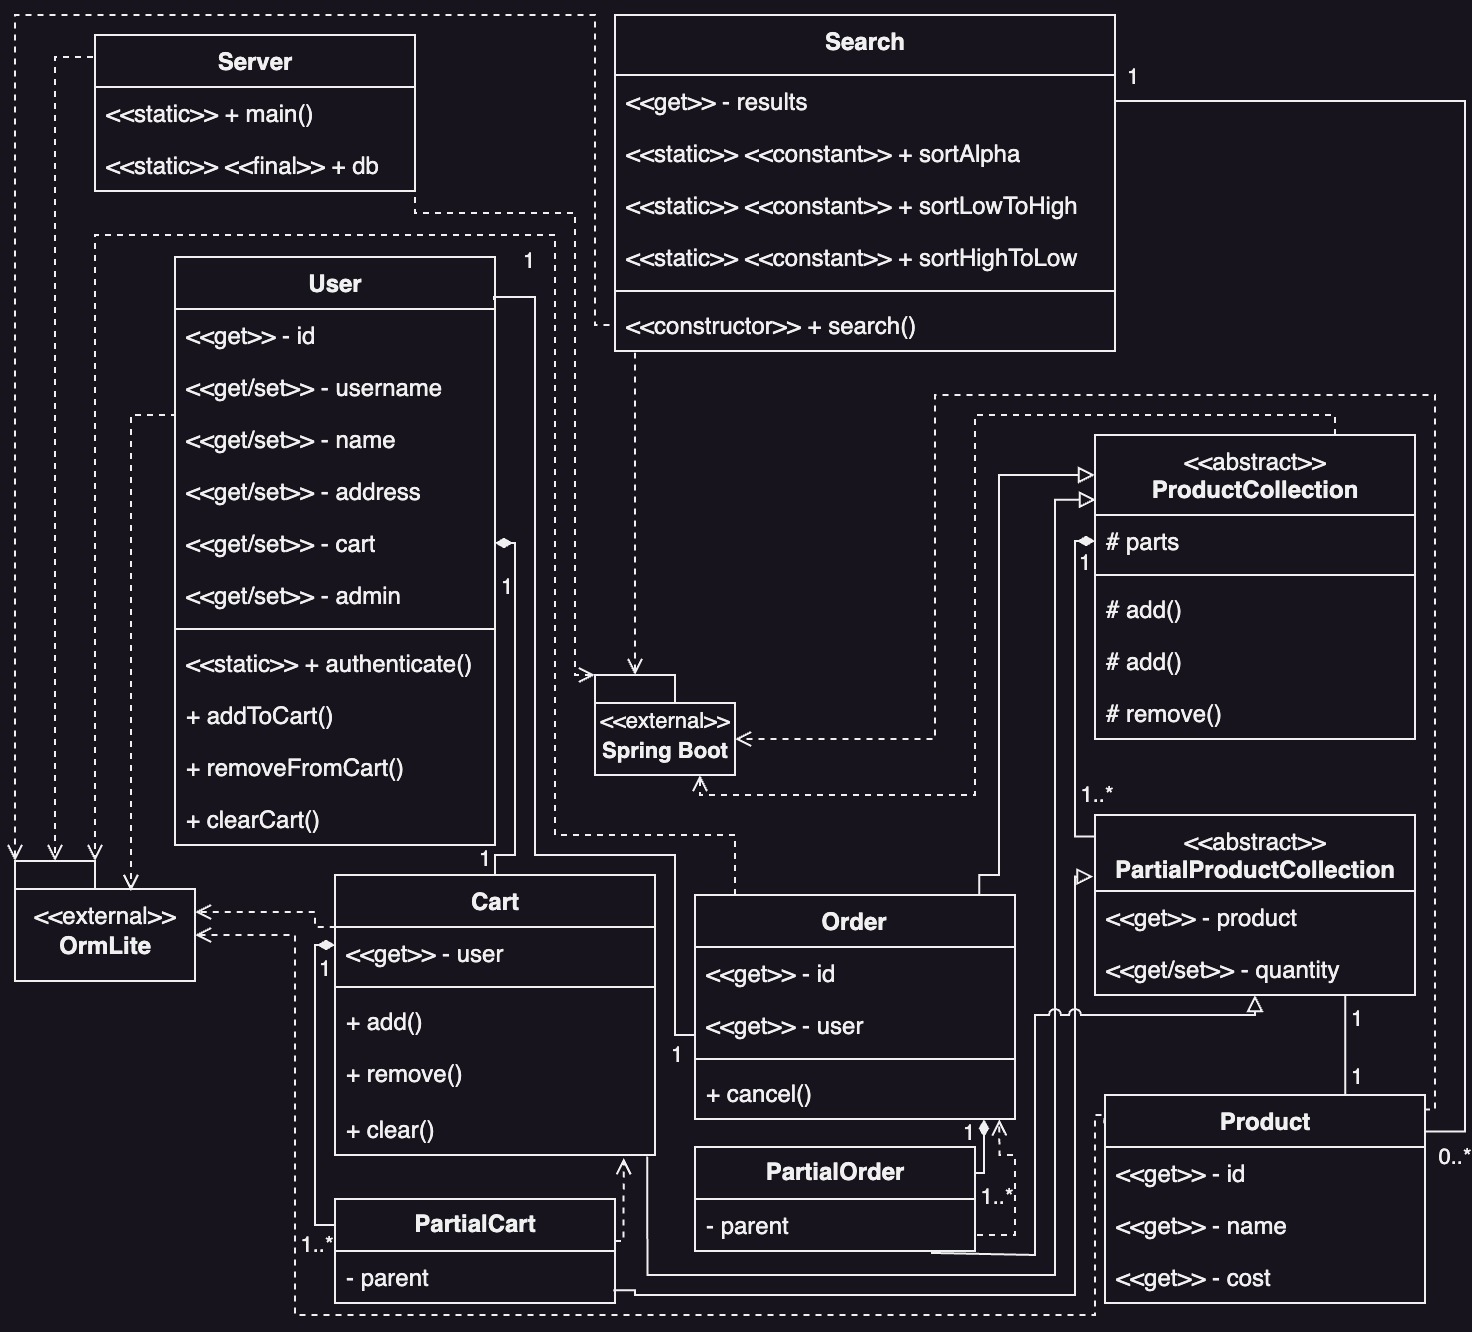 Server
<<static>> + main()
<<static>> <<final>> + db
Search
<<get>> - results
<<static>> <<constant>> + sortAlpha
<<static>> <<constant>> + sortLowToHigh
<<static>> <<constant>> + sortHighToLow
<<constructor>> + search()
1
User
<<get>> - id
<<get/set>> - username
<<get/set>> - name
<<get/set>> - address
<<get/set>> - cart
<<get/set>> - admin
<<static>> + authenticate()
+ addToCart()
+ removeFromCart()
+ clearCart()
1
1
1
<<external>>
Spring Boot
<<abstract>>
ProductCollection
# parts
# add()
# add()
# remove()
1
1..*
<<abstract>>
PartialProductCollection
<<get>> - product
<<get/set>> - quantity
1
1
<<external>>
OrmLite
Cart
<<get>> - user
+ add()
+ remove()
+ clear()
1
Order
<<get>> - id
<<get>> - user
+ cancel()
1
1
PartialCart
- parent
1..*
PartialOrder
- parent
1..*
Product
<<get>> - id
<<get>> - name
<<get>> - cost
0..*